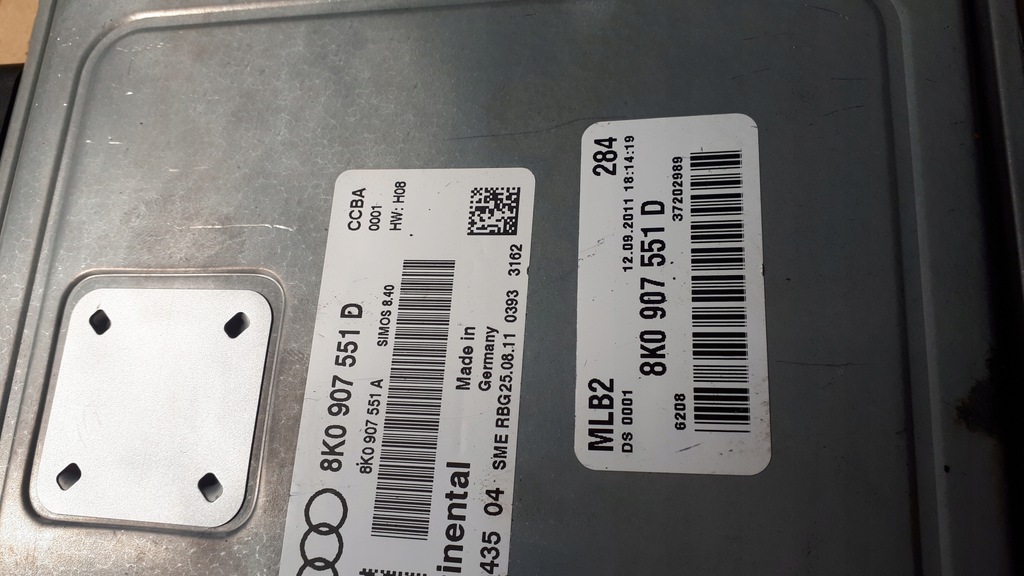 8K0 907 551 D
CCBA
8K0 907 551 A
0001
SIMOS 8.40
HW: H08
Made in
Germany
inental
435 04
SME RBG25.08.11 0393 3162
MLB2
284
DS 0001
12.09.2011 18:14:19
8K0 907 551 D
6208
37202989